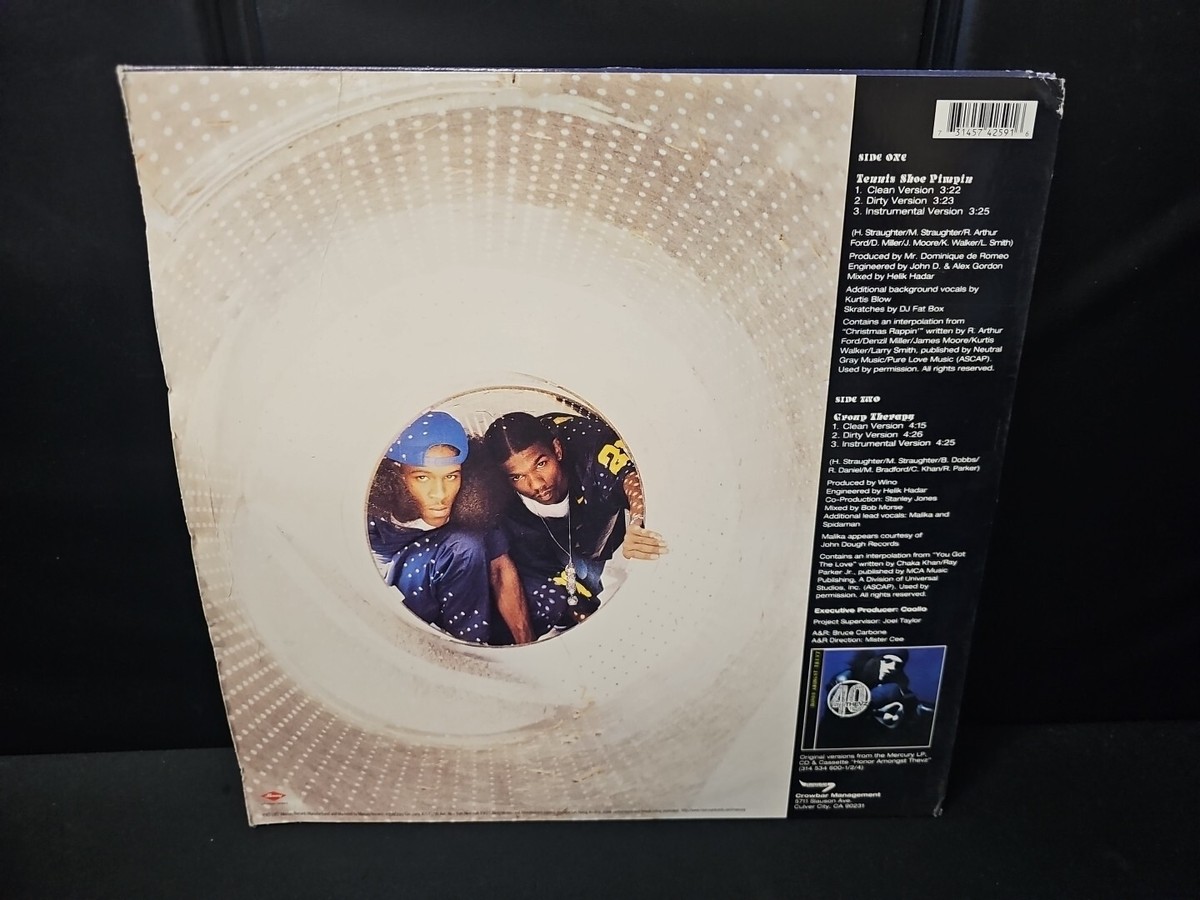 7 31457 42591 6
SIDE ONE
Tennis Shoe Pimpin
1. Clean Version 3:22
2. Dirty Version 3:23
3. Instrumental Version 3:25
(H. Straughter/M. Straughter/R. Arthur
Ford/D. Miller/J. Moore/K. Walker/L. Smith)
Produced by Mr. Dominique de Romeo
Engineered by John D. & Alex Gordon
Mixed by Helik Hadar
Additional background vocals by
Kurtis Blow
Skratches by DJ Fat Box
Contains an interpolation from
"Christmas Rappin'" written by R. Arthur
Ford/Denzil Miller/James Moore/Kurtis
Walker/Larry Smith, published by Neutral
Gray Music/Pure Love Music (ASCAP).
Used by permission. All rights reserved.
SIDE TWO
Group Therapy
1. Clean Version 4:15
2. Dirty Version 4:26
3. Instrumental Version 4:25
(H. Straughter/M. Straughter/B. Dobbs/
R. Daniel/M. Bradford/C. Khan/R. Parker)
Produced by Wino
Engineered by Helik Hadar
Co-Production: Stanley Jones
Mixed by Bob Morse
Additional lead vocals: Malika and
Spidaman
Malika appears courtesy of
John Dough Records
Contains an interpolation from "You Got
The Love" written by Chaka Khan/Ray
Parker Jr., published by MCA Music
Publishing, A Division of Universal
Studios, Inc. (ASCAP). Used by
permission. All rights reserved.
Executive Producer: Coolio
Project Supervisor: Joel Taylor
A&R: Bruce Carbone
A&R Direction: Mister Cee
40
Original versions from the Mercury LP,
CD & Cassette "Honor Amongst Thevz"
(314 534 600-1/2/4)
Crowbar Management
5711 Slauson Ave.
Culver City, CA 90231